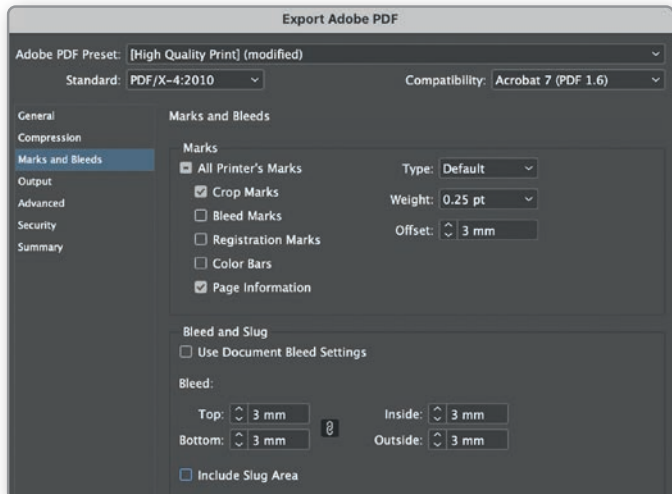 Export Adobe PDF
Adobe PDF Preset: [High Quality Print] (modified)
Standard: PDF/X-4:2010 Compatibility: Acrobat 7 (PDF 1.6)
General
Compression
Marks and Bleeds
Output
Advanced
Security
Summary
Marks and Bleeds
Marks
All Printer's Marks
Crop Marks
Bleed Marks
Registration Marks
Color Bars
Page Information
Type: Default
Weight: 0.25 pt
Offset: 3 mm
Bleed and Slug
Use Document Bleed Settings
Bleed:
Top: 3 mm Inside: 3 mm
Bottom: 3 mm Outside: 3 mm
Include Slug Area